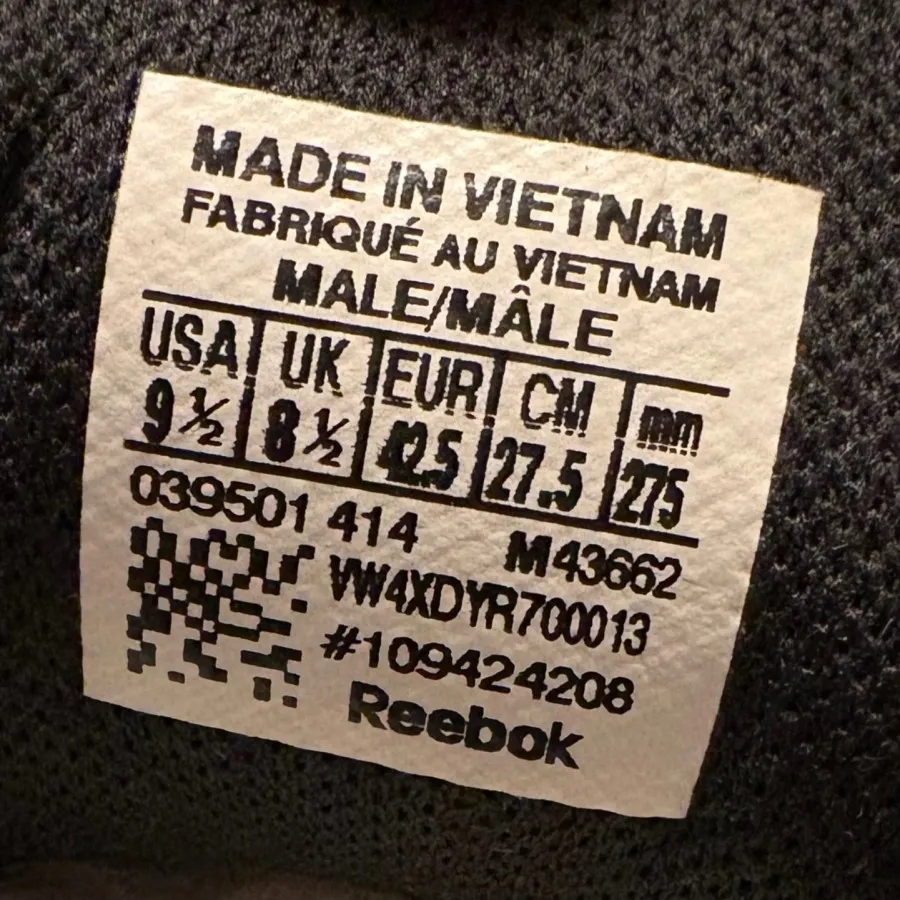 MADE IN VIETNAM
FABRIQUÉ AU VIETNAM
MALE/MÂLE
USA UK EUR CM mm
9 ½ 8 ½ 42.5 27.5 275
039501 414 M43662
VW4XDYR700013
#109424208
Reebok